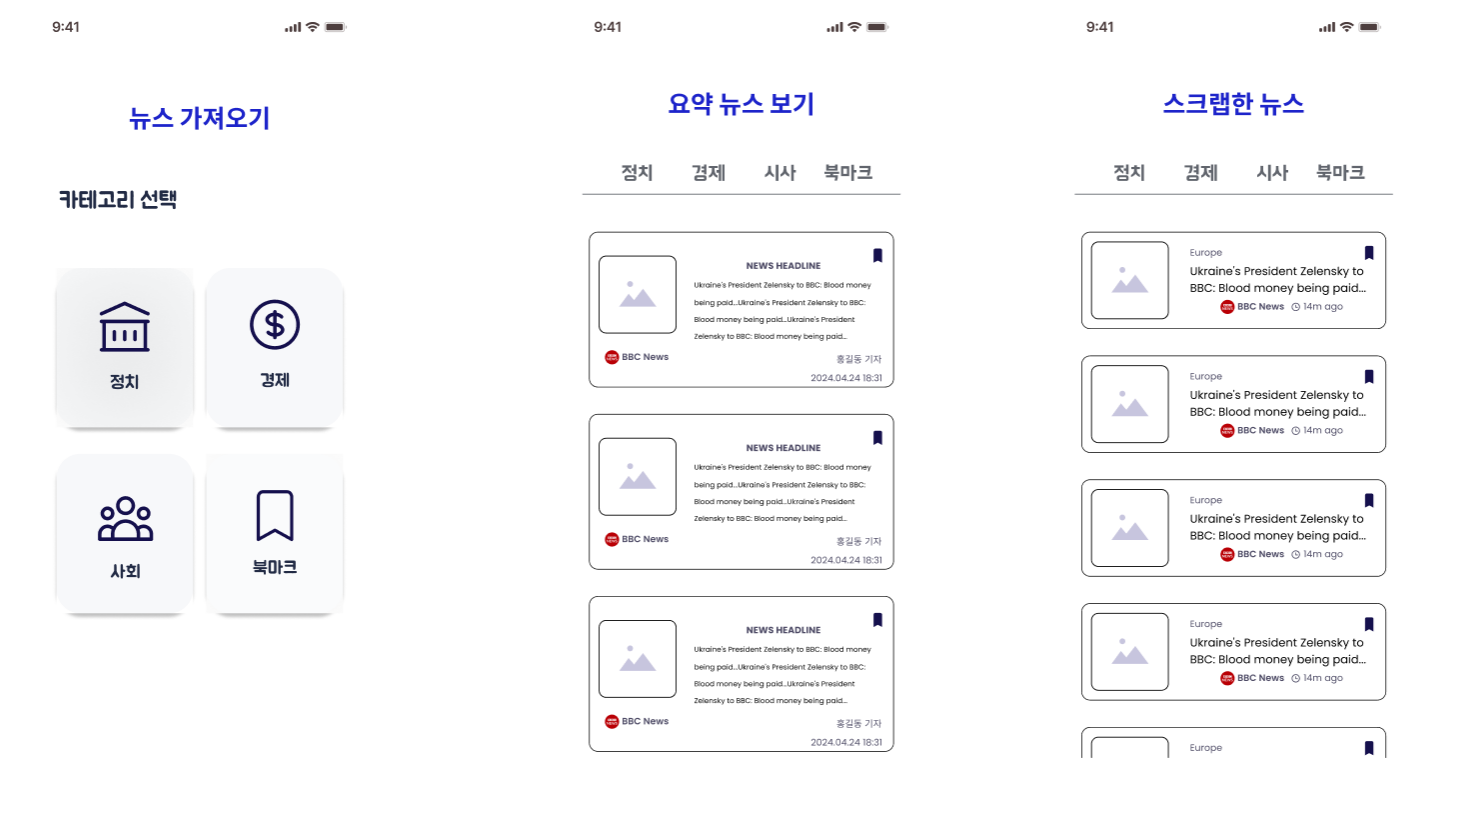 9:41
뉴스 가져오기
카테고리 선택
정치
경제
사회
북마크
9:41
요약 뉴스 보기
정치 경제 시사 북마크
NEWS HEADLINE
Ukraine's President Zelensky to BBC: Blood money
being paid...Ukraine's President Zelensky to BBC:
Blood money being paid...Ukraine's President
Zelensky to BBC: Blood money being paid...
BBC News
홍길동 기자
2024.04.24 18:31
NEWS HEADLINE
Ukraine's President Zelensky to BBC: Blood money
being paid...Ukraine's President Zelensky to BBC:
Blood money being paid...Ukraine's President
Zelensky to BBC: Blood money being paid...
BBC News
홍길동 기자
2024.04.24 18:31
NEWS HEADLINE
Ukraine's President Zelensky to BBC: Blood money
being paid...Ukraine's President Zelensky to BBC:
Blood money being paid...Ukraine's President
Zelensky to BBC: Blood money being paid...
BBC News
홍길동 기자
2024.04.24 18:31
9:41
스크랩한 뉴스
정치 경제 시사 북마크
Europe
Ukraine's President Zelensky to
BBC: Blood money being paid...
BBC News 14m ago
Europe
Ukraine's President Zelensky to
BBC: Blood money being paid...
BBC News 14m ago
Europe
Ukraine's President Zelensky to
BBC: Blood money being paid...
BBC News 14m ago
Europe
Ukraine's President Zelensky to
BBC: Blood money being paid...
BBC News 14m ago
Europe